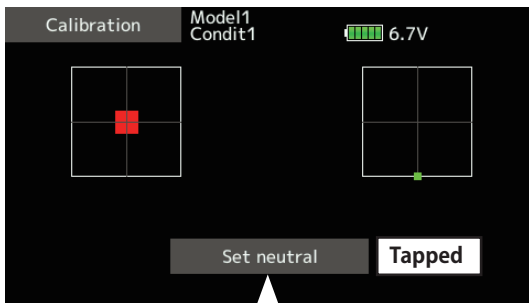 Calibration
Model1
Condit1
6.7V
Set neutral
Tapped